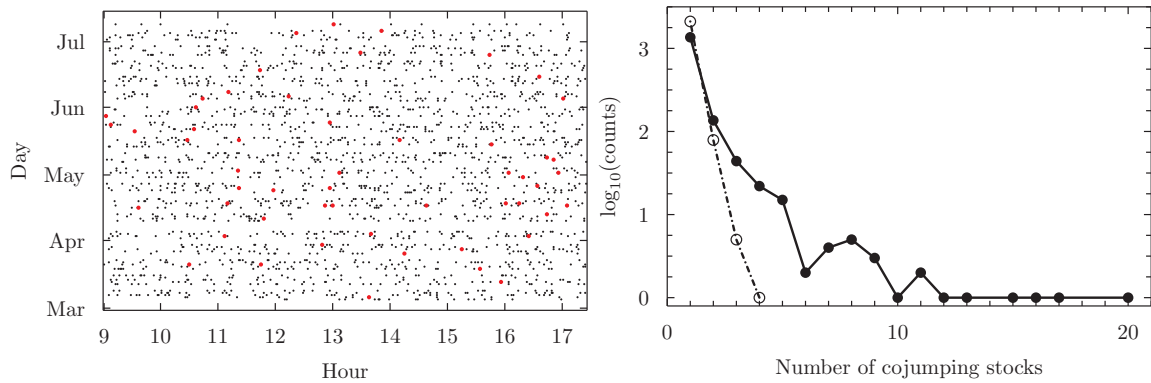 Jul
Jun
May
Apr
Mar
Day
9 10 11 12 13 14 15 16 17
Hour
3
2
1
0
log10(counts)
0 10 20
Number of cojumping stocks